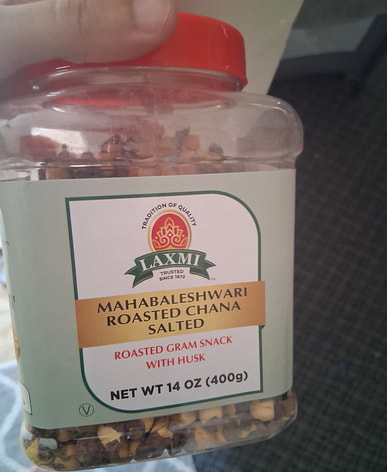 TRADITION OF QUALITY
LAXMI
TRUSTED
SINCE 1972
MAHABALESHWARI
ROASTED CHANA
SALTED
ROASTED GRAM SNACK
WITH HUSK
NET WT 14 OZ (400g)
V